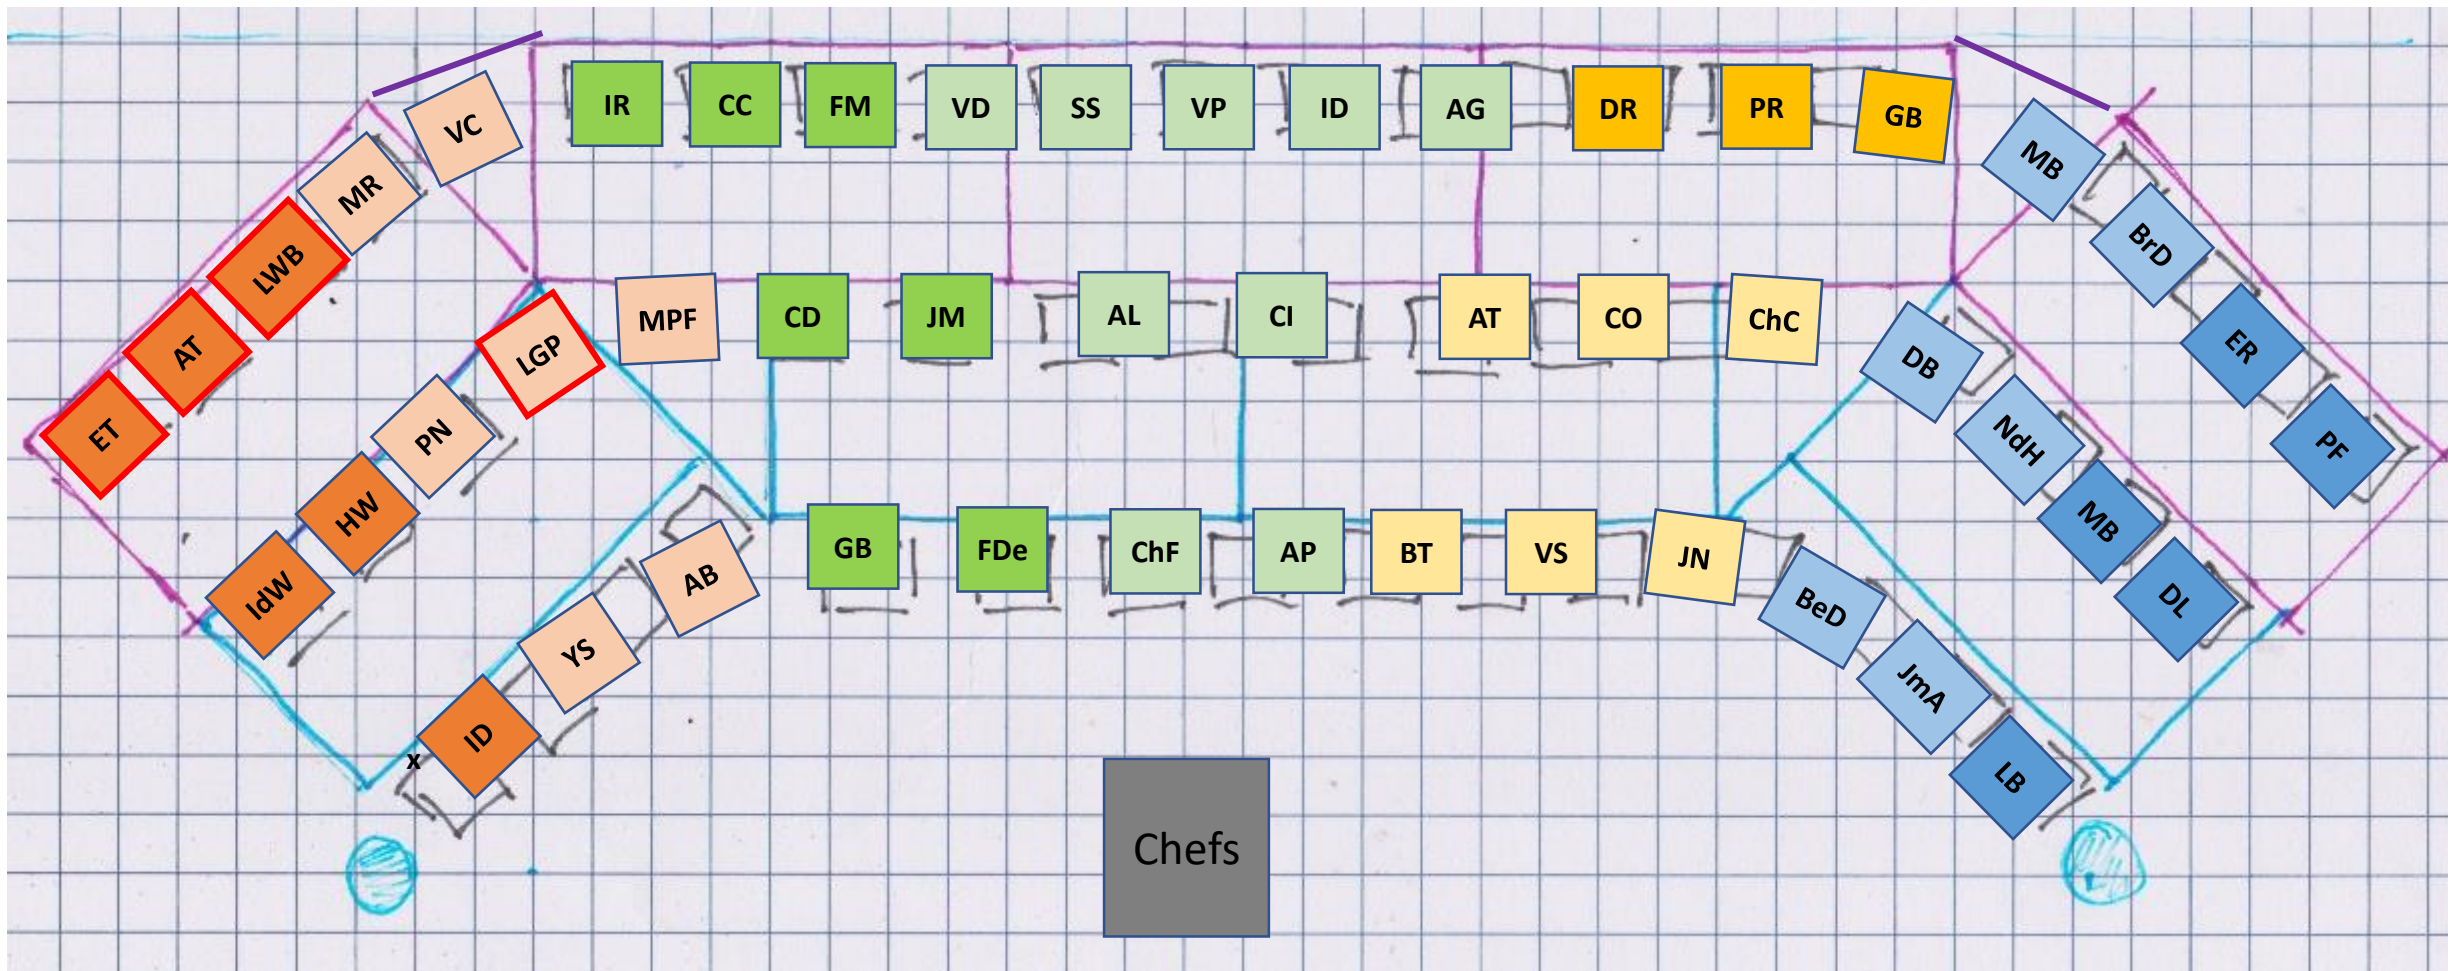 VC
MR
LWB
AT
ET
IR
CC
FM
VD
SS
VP
ID
AG
DR
PR
GB
MB
BrD
ER
PF
LGP
PN
HW
IdW
MPF
CD
JM
AL
CI
AT
CO
ChC
DB
NdH
MB
DL
AB
YS
ID
x
GB
FDe
ChF
AP
BT
VS
JN
BeD
JmA
LB
Chefs